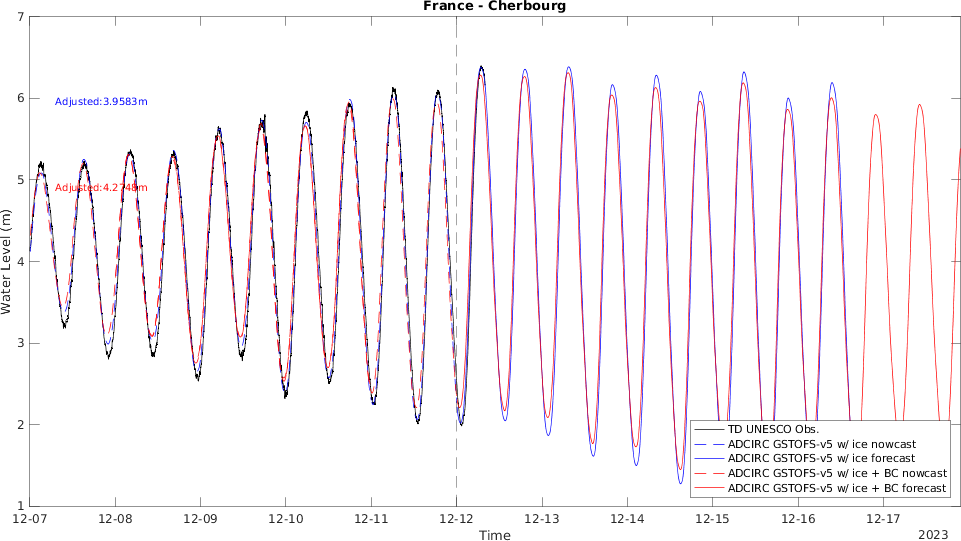 France - Cherbourg
7
6
5
4
3
2
1
Water Level (m)
Adjusted:3.9583m
Adjusted:4.2748m
TD UNESCO Obs.
ADCIRC GSTOFS-v5 w/ ice nowcast
ADCIRC GSTOFS-v5 w/ ice forecast
ADCIRC GSTOFS-v5 w/ ice + BC nowcast
ADCIRC GSTOFS-v5 w/ ice + BC forecast
12-07 12-08 12-09 12-10 12-11 12-12 12-13 12-14 12-15 12-16 12-17
Time
2023